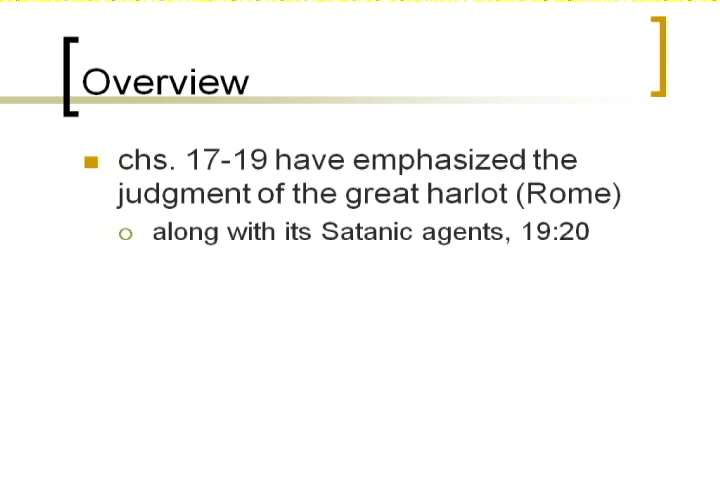 Overview
chs. 17-19 have emphasized the
judgment of the great harlot (Rome)
along with its Satanic agents, 19:20